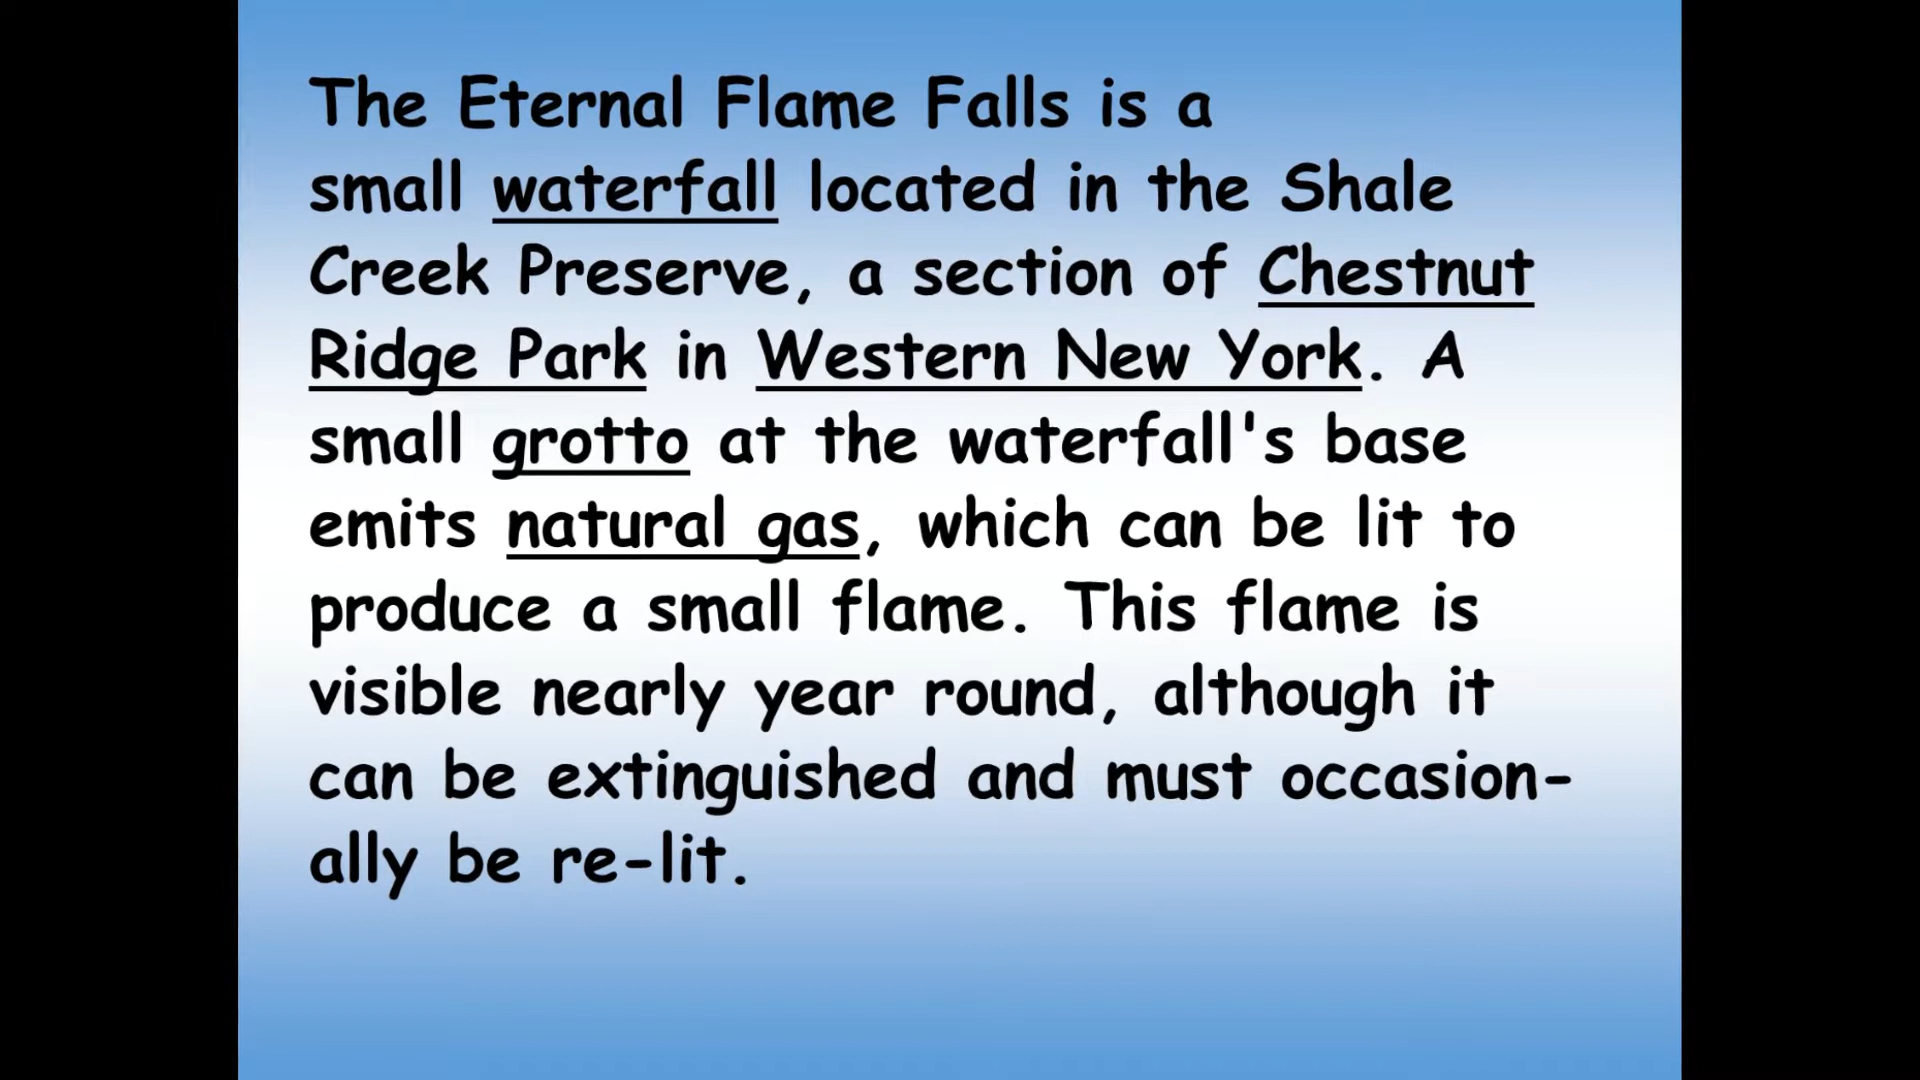 The Eternal Flame Falls is a
small waterfall located in the Shale
Creek Preserve, a section of Chestnut
Ridge Park in Western New York. A
small grotto at the waterfall's base
emits natural gas, which can be lit to
produce a small flame. This flame is
visible nearly year round, although it
can be extinguished and must occasion-
ally be re-lit.